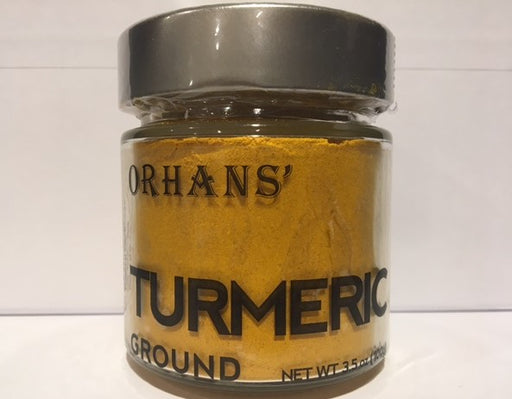 ORHANS'
TURMERIC
GROUND
NET WT 3.5 oz